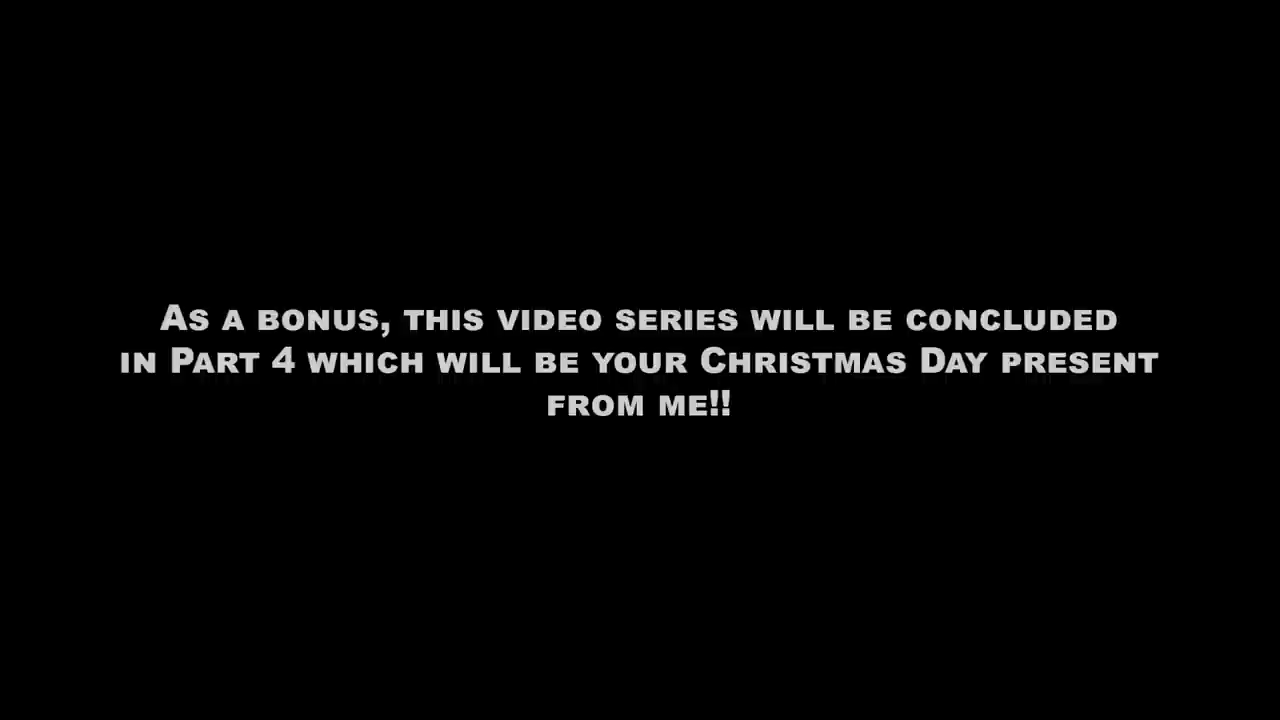 As a bonus, this video series will be concluded
in Part 4 which will be your Christmas Day present
from me!!